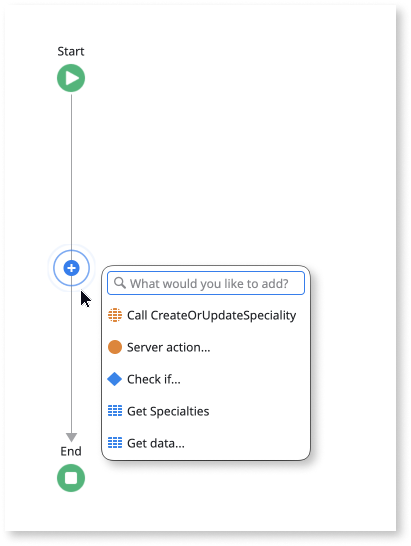 Start
What would you like to add?
Call CreateOrUpdateSpeciality
Server action...
Check if...
Get Specialties
Get data...
End